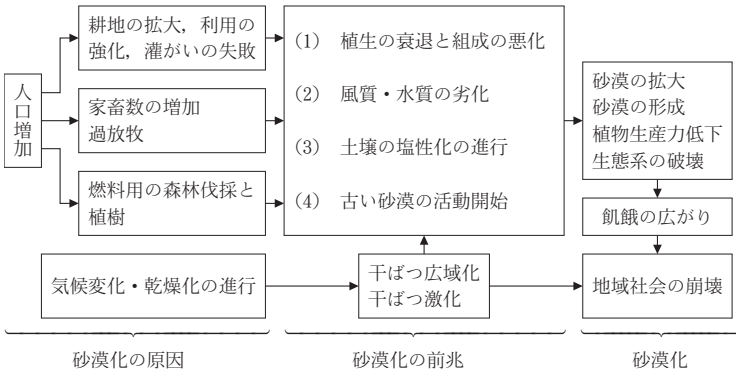 人口増加
耕地の拡大，利用の
強化，灌がいの失敗
家畜数の増加
過放牧
燃料用の森林伐採と
植樹
(1) 植生の衰退と組成の悪化
(2) 風質・水質の劣化
(3) 土壌の塩性化の進行
(4) 古い砂漠の活動開始
砂漠の拡大
砂漠の形成
植物生産力低下
生態系の破壊
飢餓の広がり
気候変化・乾燥化の進行
干ばつ広域化
干ばつ激化
地域社会の崩壊
砂漠化の原因
砂漠化の前兆
砂漠化